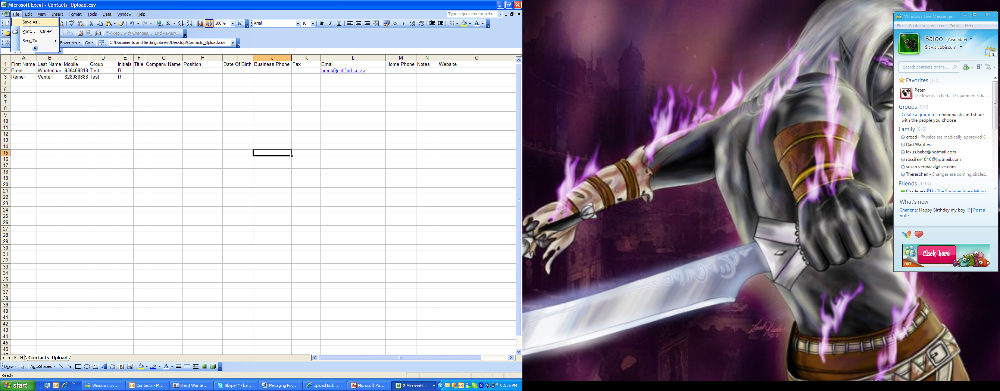 Microsoft Excel - Contacts_Upload.csv
File Edit View Insert Format Tools Data Window Help
Type a question for help
Save As...
Print... Ctrl+P
Send To
100%
Arial 10
Reply with Changes... End Review...
Favorites Go C:\Documents and Settings\brent\Desktop\Contacts_Upload.csv
A B C D E F G H I J K L M N O
1 First Name Last Name Mobile Group Initials Title Company Name Position Date Of Birth Business Phone Fax Email Home Phone Notes Website
2 Brent Wantenaar 836468818 Test B brent@cellfind.co.za
3 Renier Venter 828088888 Test R
4
5
6
7
8
9
10
11
12
13
14
15
16
17
18
19
20
21
22
23
24
25
26
27
28
29
30
31
32
33
34
35
36
37
38
39
40
41
42
43
44
45
46
Contacts_Upload
Draw AutoShapes
Ready
start
Windows Liv...
Contacts - M...
Brent Wante...
Skype™ - bal...
Mesaging Po...
Upload Bulk ...
Microsoft Po...
2 Microsoft...
02:55 PM
Windows Live Messenger
File Contacts Actions Tools Help
Baloo (Available)
Sit vis vobiscum
1
Search contacts or the ...
Favorites (1/1)
Peter
Die lewe is 'n lied... Dis jammer ek ka...
Groups (0/0)
Create a group to communicate and share
with the people you choose
Family (0/6)
crocd - Physios are medically approved S...
Dad Wanties
lexus.babe@hotmail.com
rossifan4646@hotmail.com
susan.vermaak@live.com
Thereschen - Changes are coming,circles...
Friends (4/13)
Charlene - In The Summertime - Mung
What's new
Charlene: Happy Birthday my boy !!! | Post a
note
Click here!
FREE